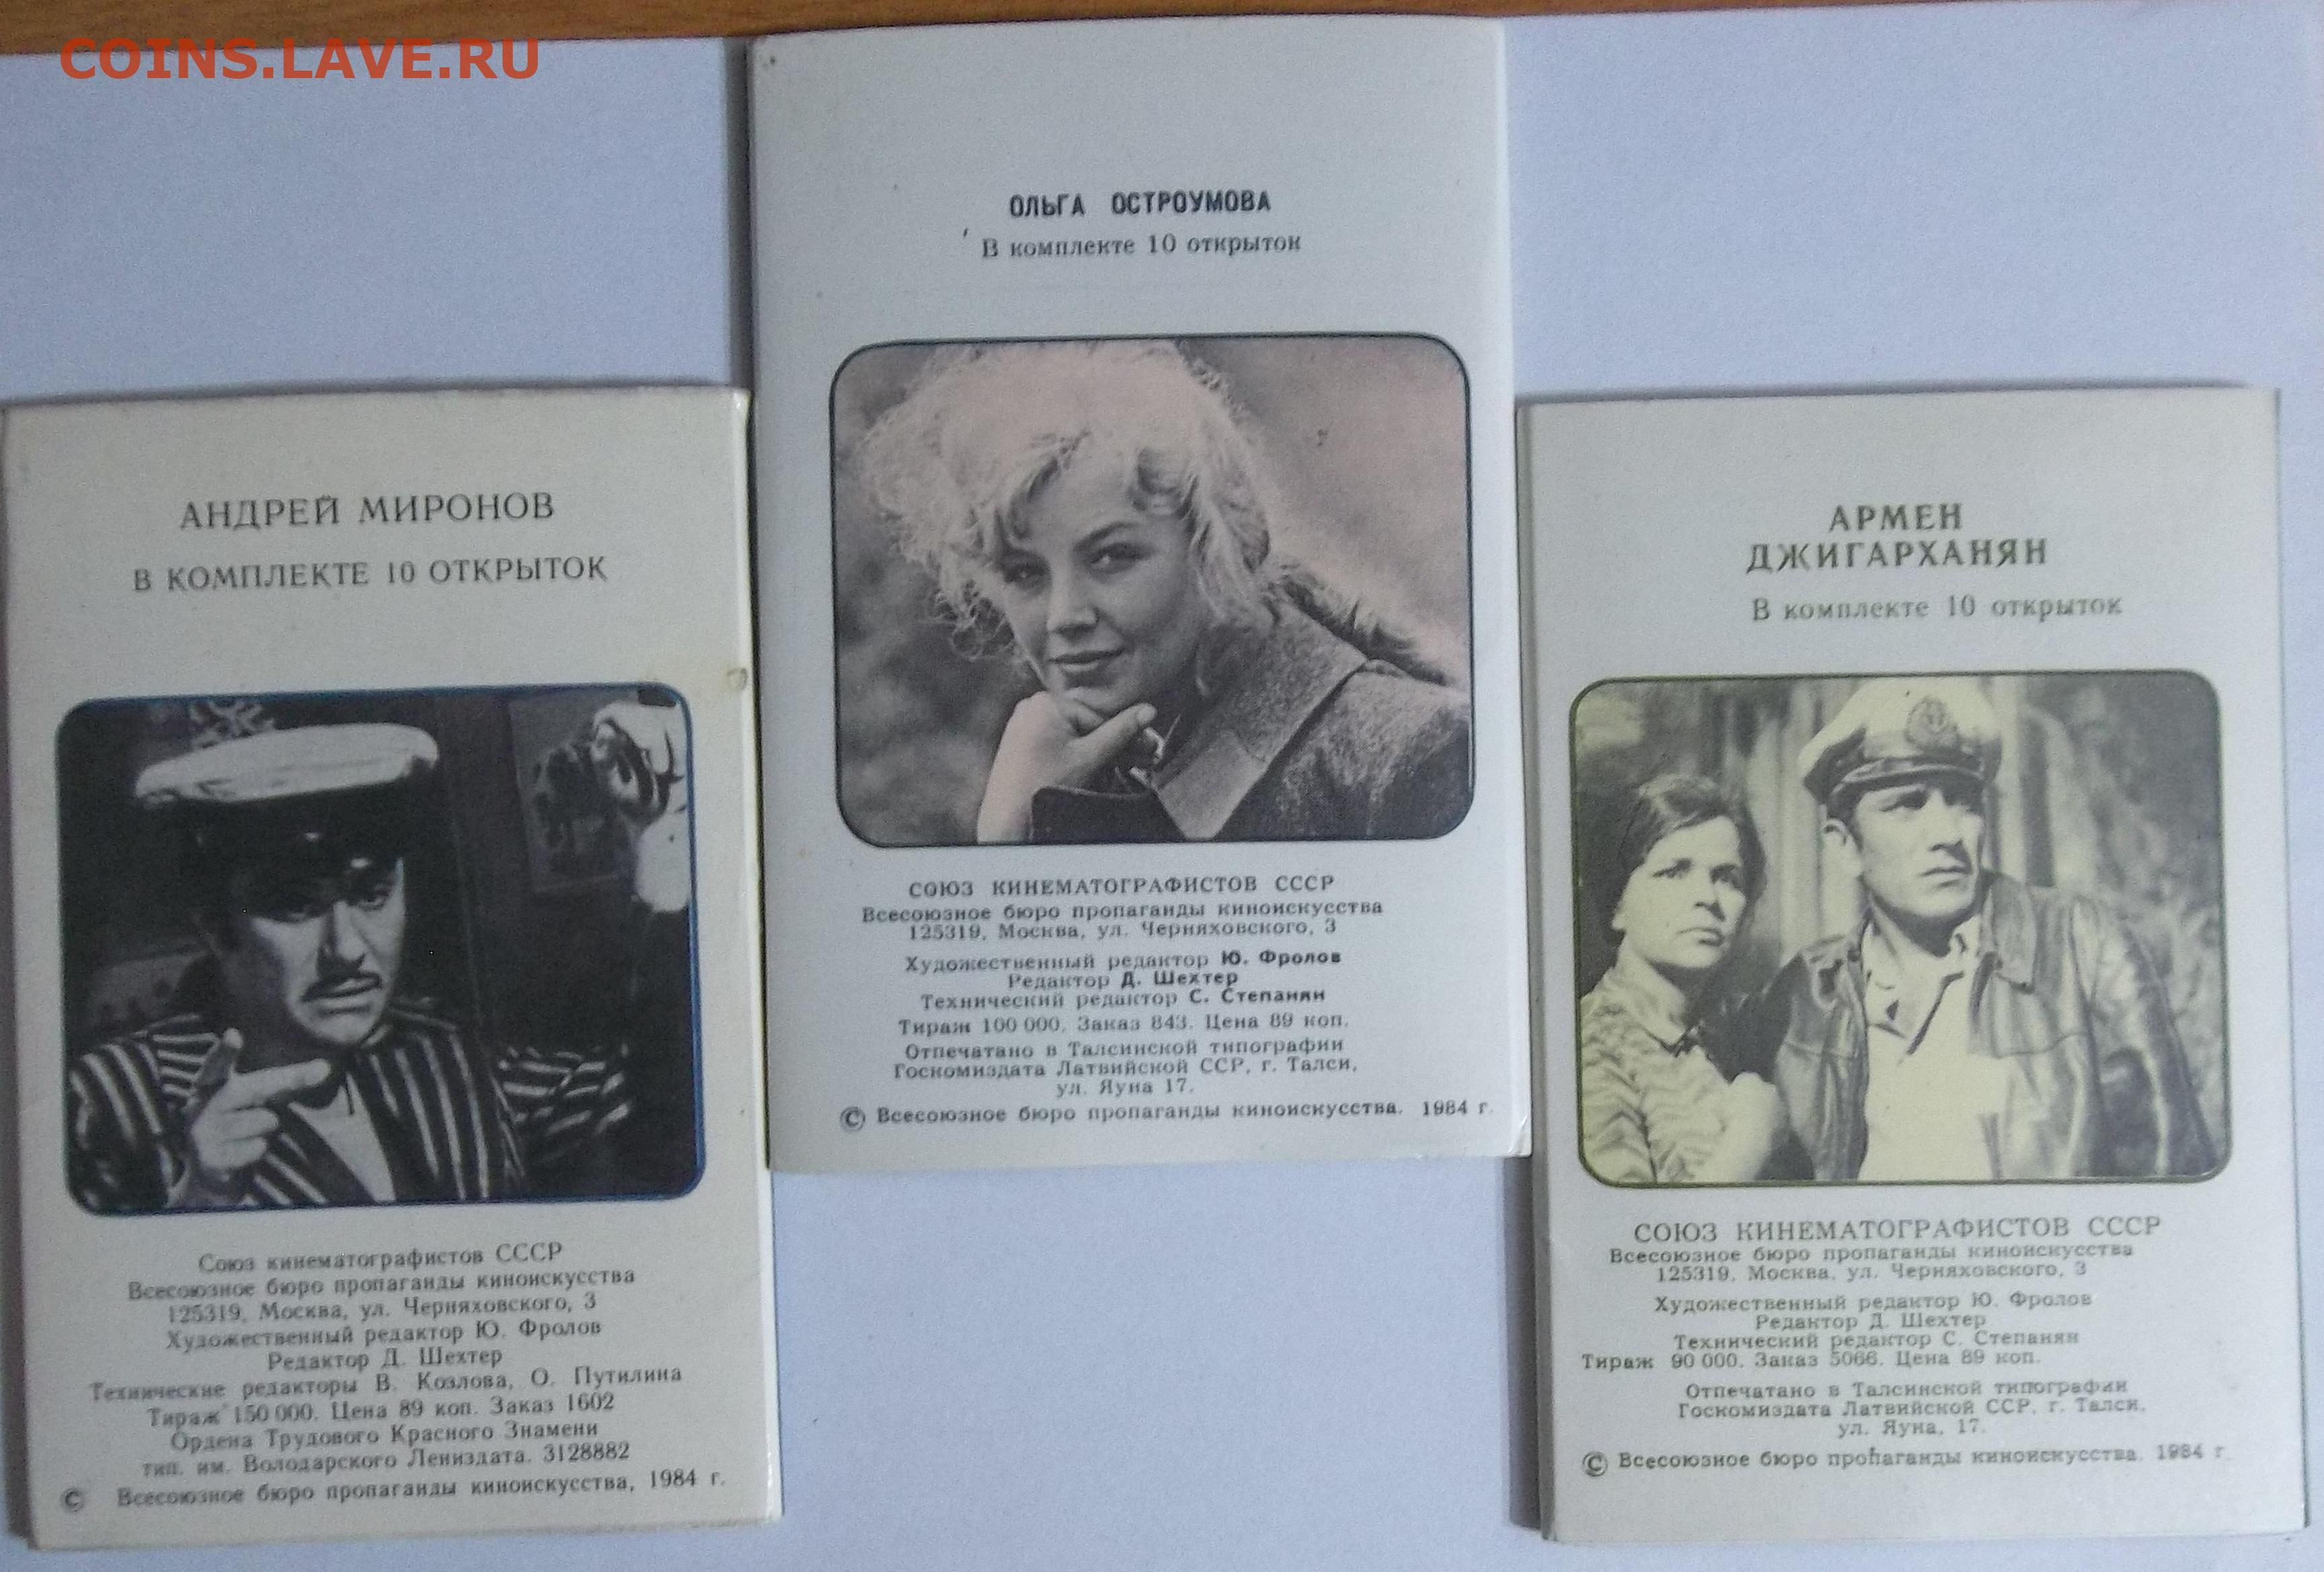 COINS.LAVE.RU
АНДРЕЙ МИРОНОВ
В КОМПЛЕКТЕ 10 ОТКРЫТОК
Союз кинематографистов СССР
Всесоюзное бюро пропаганды киноискусства
125319, Москва, ул. Черняховского, 3
Художественный редактор Ю. Фролов
Редактор Д. Шехтер
Технические редакторы В. Козлова, О. Путилина
Тираж 150 000. Цена 89 коп. Заказ 1602
Ордена Трудового Красного Знамени
тип. им. Володарского Лениздата. 3128882
© Всесоюзное бюро пропаганды киноискусства, 1984 г.
ОЛЬГА ОСТРОУМОВА
В комплекте 10 открыток
СОЮЗ КИНЕМАТОГРАФИСТОВ СССР
Всесоюзное бюро пропаганды киноискусства
125319, Москва, ул. Черняховского, 3
Художественный редактор Ю. Фролов
Редактор Д. Шехтер
Технический редактор С. Степанян
Тираж 100 000. Заказ 843. Цена 89 коп.
Отпечатано в Талсинской типографии
Госкомиздата Латвийской ССР, г. Талси,
ул. Яуна 17.
© Всесоюзное бюро пропаганды киноискусства. 1984 г.
АРМЕН
ДЖИГАРХАНЯН
В комплекте 10 открыток
СОЮЗ КИНЕМАТОГРАФИСТОВ СССР
Всесоюзное бюро пропаганды киноискусства
125319, Москва, ул. Черняховского, 3
Художественный редактор Ю. Фролов
Редактор Д. Шехтер
Технический редактор С. Степанян
Тираж 90 000. Заказ 5066. Цена 89 коп.
Отпечатано в Талсинской типографии
Госкомиздата Латвийской ССР, г. Талси,
ул. Яуна, 17.
© Всесоюзное бюро пропаганды киноискусства. 1984 г.